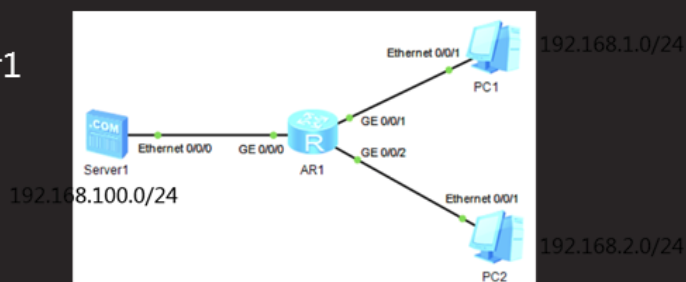 r1
Ethernet 0/0/1
192.168.1.0/24
PC1
GE 0/0/1
.COM
Ethernet 0/0/0
GE 0/0/0
R
GE 0/0/2
Server1
AR1
192.168.100.0/24
Ethernet 0/0/1
192.168.2.0/24
PC2